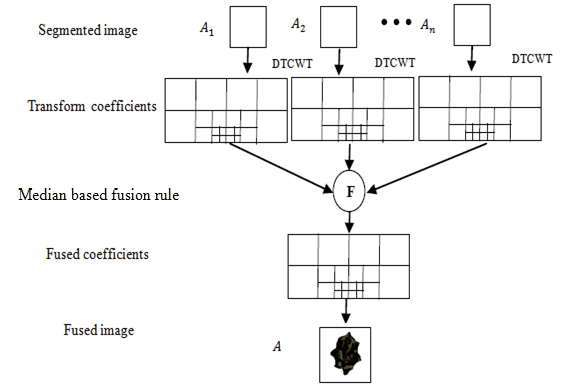 Segmented image A1 A2 ••• An
DTCWT DTCWT DTCWT
Transform coefficients
Median based fusion rule F
Fused coefficients
Fused image
A